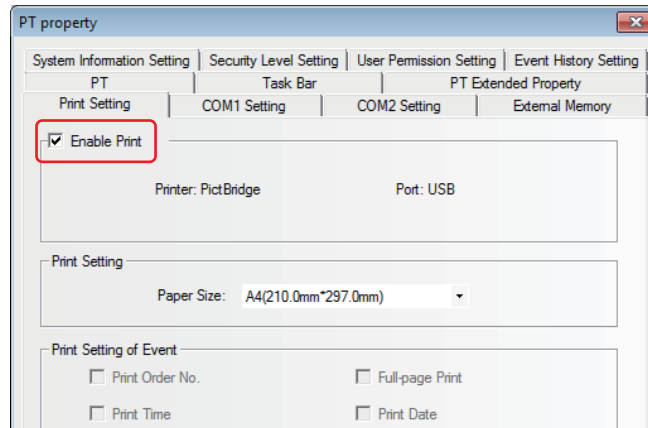 PT property
System Information Setting Security Level Setting User Permission Setting Event History Setting
PT Task Bar PT Extended Property
Print Setting COM1 Setting COM2 Setting External Memory
Enable Print
Printer: PictBridge Port: USB
Print Setting
Paper Size: A4(210.0mm*297.0mm)
Print Setting of Event
Print Order No. Full-page Print
Print Time Print Date